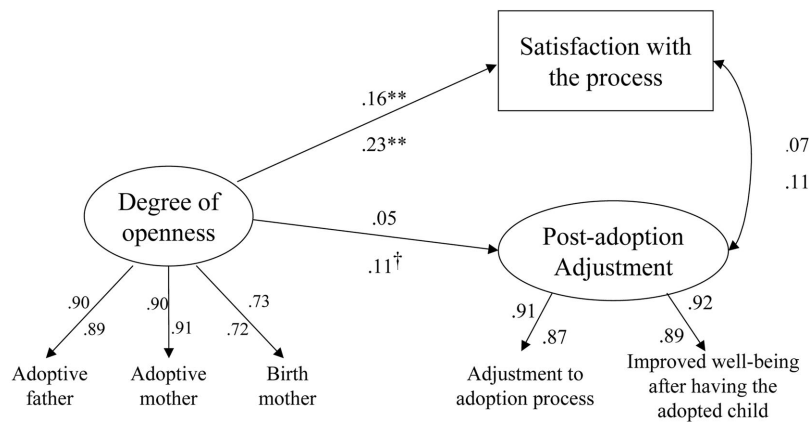 Satisfaction with
the process
.16**
.23**
.07
.11
Degree of
openness
.05
.11†
Post-adoption
Adjustment
.90
.89
.90
.91
.73
.72
.91
.87
.92
.89
Adoptive
father
Adoptive
mother
Birth
mother
Adjustment to
adoption process
Improved well-being
after having the
adopted child